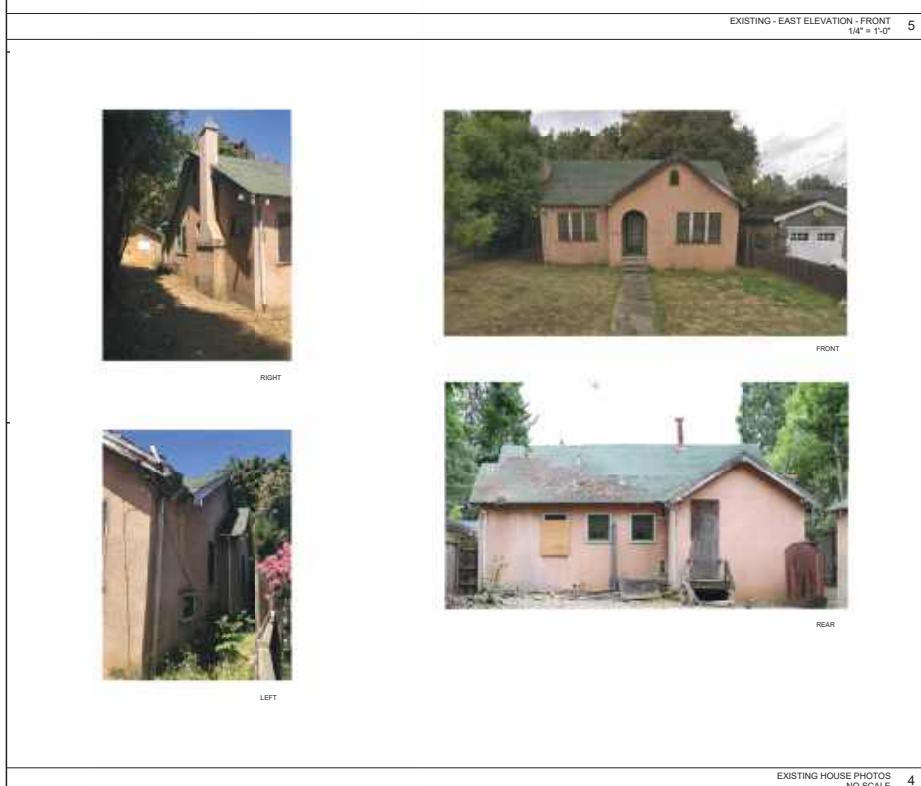 EXISTING - EAST ELEVATION - FRONT
1/4" = 1'-0"
5
RIGHT
FRONT
LEFT
REAR
EXISTING HOUSE PHOTOS
NO SCALE
4